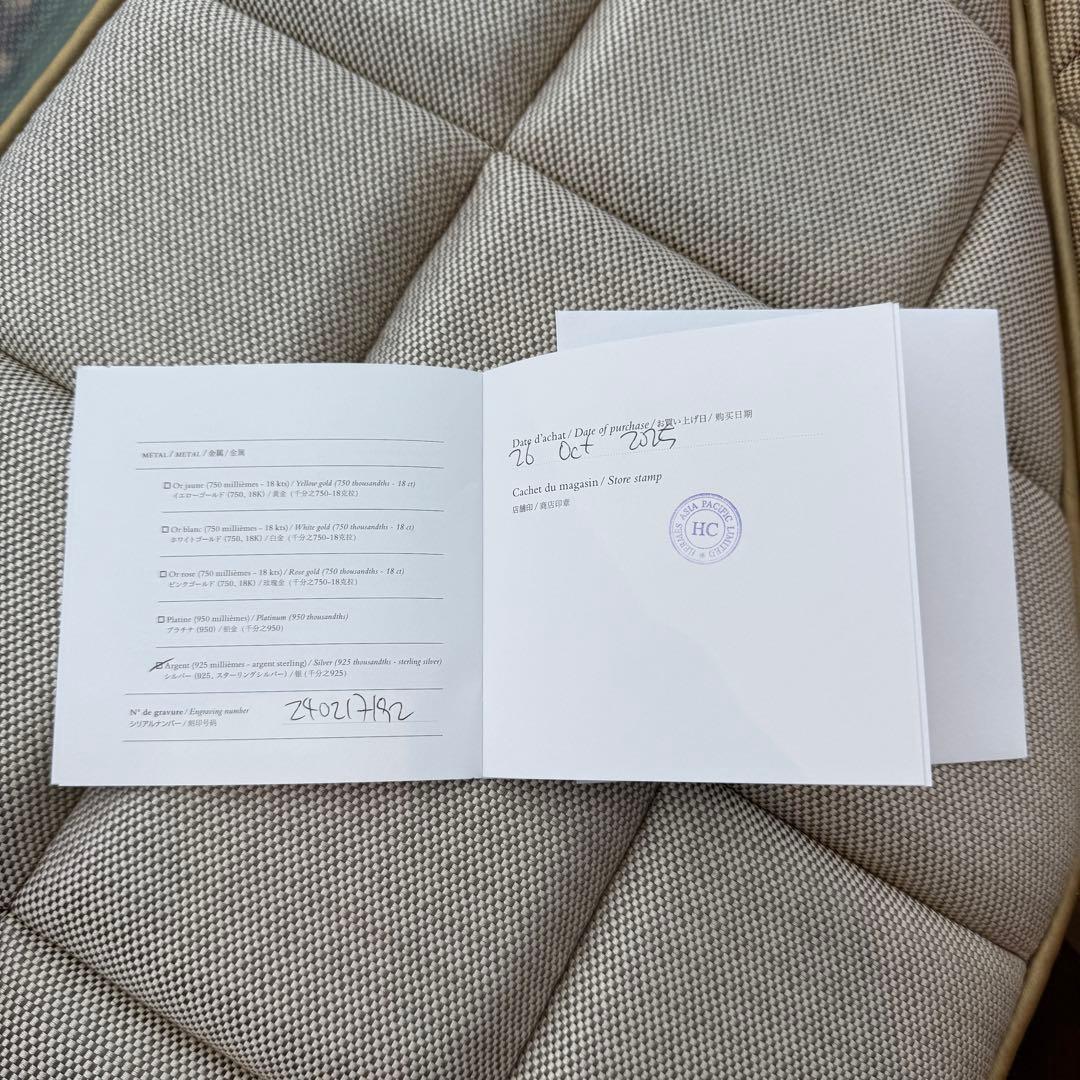 METAL / METAL / 金属 / 金属
Or jaune (750 millièmes - 18 kts) / Yellow gold (750 thousandths - 18 ct)
イエローゴールド (750, 18K) / 黄金 (千分之750-18克拉)
Or blanc (750 millièmes - 18 kts) / White gold (750 thousandths - 18 ct)
ホワイトゴールド (750, 18K) / 白金 (千分之750-18克拉)
Or rose (750 millièmes - 18 kts) / Rose gold (750 thousandths - 18 ct)
ピンクゴールド (750, 18K) / 玫瑰金 (千分之750-18克拉)
Platine (950 millièmes) / Platinum (950 thousandths)
プラチナ (950) / 铂金 (千分之950)
Argent (925 millièmes - argent sterling) / Silver (925 thousandths - sterling silver)
シルバー (925, スターリングシルバー) / 银 (千分之925)
N° de gravure / Engraving number
シリアルナンバー / 刻印号码
Date d'achat / Date of purchase / お買い上げ日 / 购买日期
26 Oct 2025
Cachet du magasin / Store stamp
店舗印 / 商店印章
HERMÈS ASIA PACIFIC LIMITED
HC